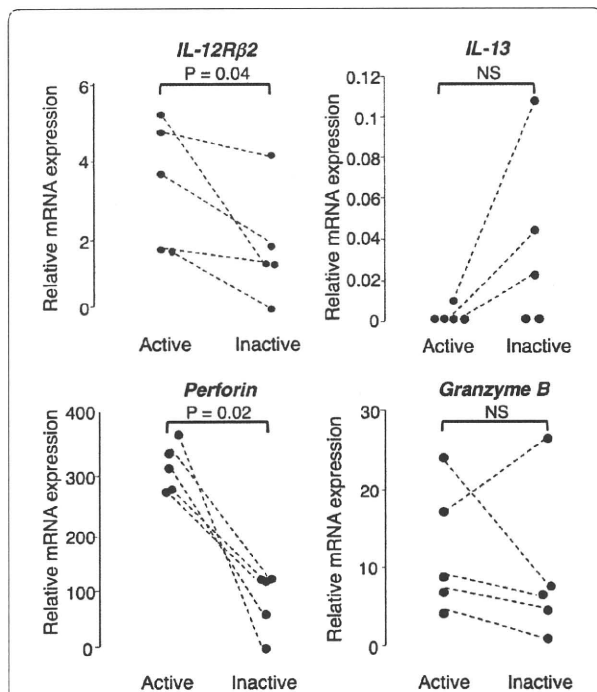 IL-12Rβ2
P = 0.04
Relative mRNA expression
6
4
2
0
Active Inactive
IL-13
NS
Relative mRNA expression
0.12
0.1
0.08
0.06
0.04
0.02
0
Active Inactive
Perforin
P = 0.02
Relative mRNA expression
400
300
200
100
0
Active Inactive
Granzyme B
NS
Relative mRNA expression
30
20
10
0
Active Inactive